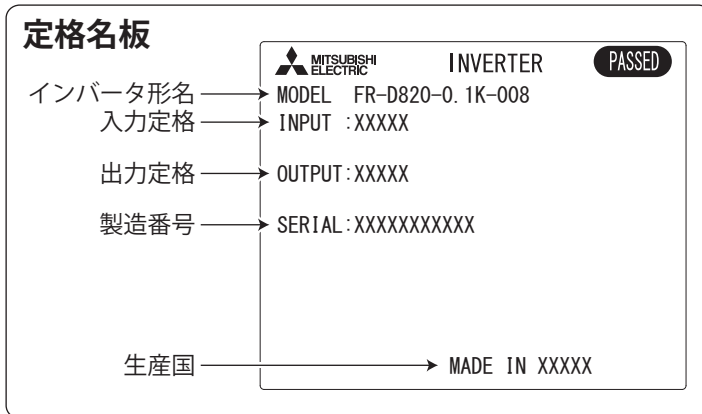 定格名板
MITSUBISHI ELECTRIC INVERTER PASSED
インバータ形名 MODEL FR-D820-0.1K-008
入力定格 INPUT :XXXXX
出力定格 OUTPUT:XXXXX
製造番号 SERIAL:XXXXXXXXXXX
生産国 MADE IN XXXXX